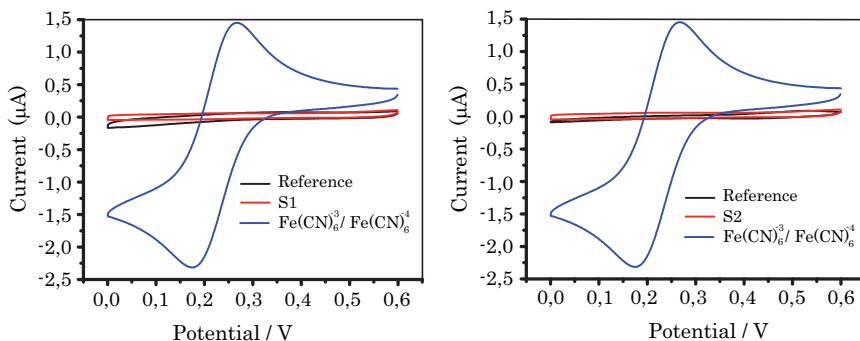 1,5
1,0
0,5
0,0
-0,5
-1,0
-1,5
-2,0
2,5
Current (μA)
Reference
S1
Fe(CN)₆⁻³/ Fe(CN)₆⁻⁴
0,0 0,1 0,2 0,3 0,4 0,5 0,6
Potential / V
1,5
1,0
0,5
0,0
-0,5
-1,0
-1,5
-2,0
2,5
Current (μA)
Reference
S2
Fe(CN)₆⁻³/ Fe(CN)₆⁻⁴
0,0 0,1 0,2 0,3 0,4 0,5 0,6
Potential / V